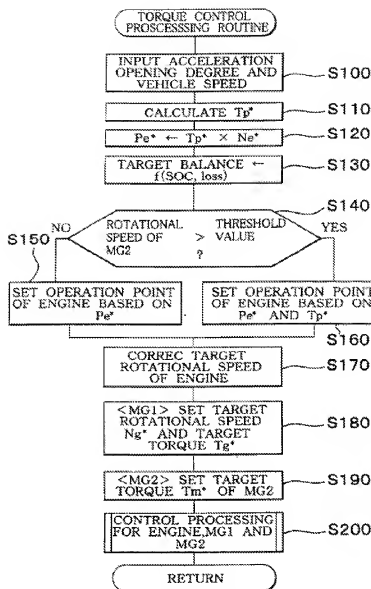 TORQUE CONTROL
PROSCESSSING ROUTINE
INPUT ACCELERATION
OPENING DEGREE AND
VEHICLE SPEED
S100
CALCULATE Tp*
S110
Pe* ← Tp* × Ne*
S120
TARGET BALANCE ←
f(SOC, loss)
S130
S140
NO
ROTATIONAL
SPEED OF
MG2
>
THRESHOLD
VALUE
?
YES
S150
SET OPERATION POINT
OF ENGINE BASED ON
Pe*
SET OPERATION POINT
OF ENGINE BASED ON
Pe* AND Tp*
S160
CORREC TARGET
ROTATIONAL SPEED
OF ENGINE
S170
<MG1> SET TARGET
ROTATIONAL SPEED
Ng* AND TARGET
TORQUE Tg*
S180
<MG2> SET TARGET
TORQUE Tm* OF MG2
S190
CONTROL PROCESSING
FOR ENGINE,MG1 AND
MG2
S200
RETURN